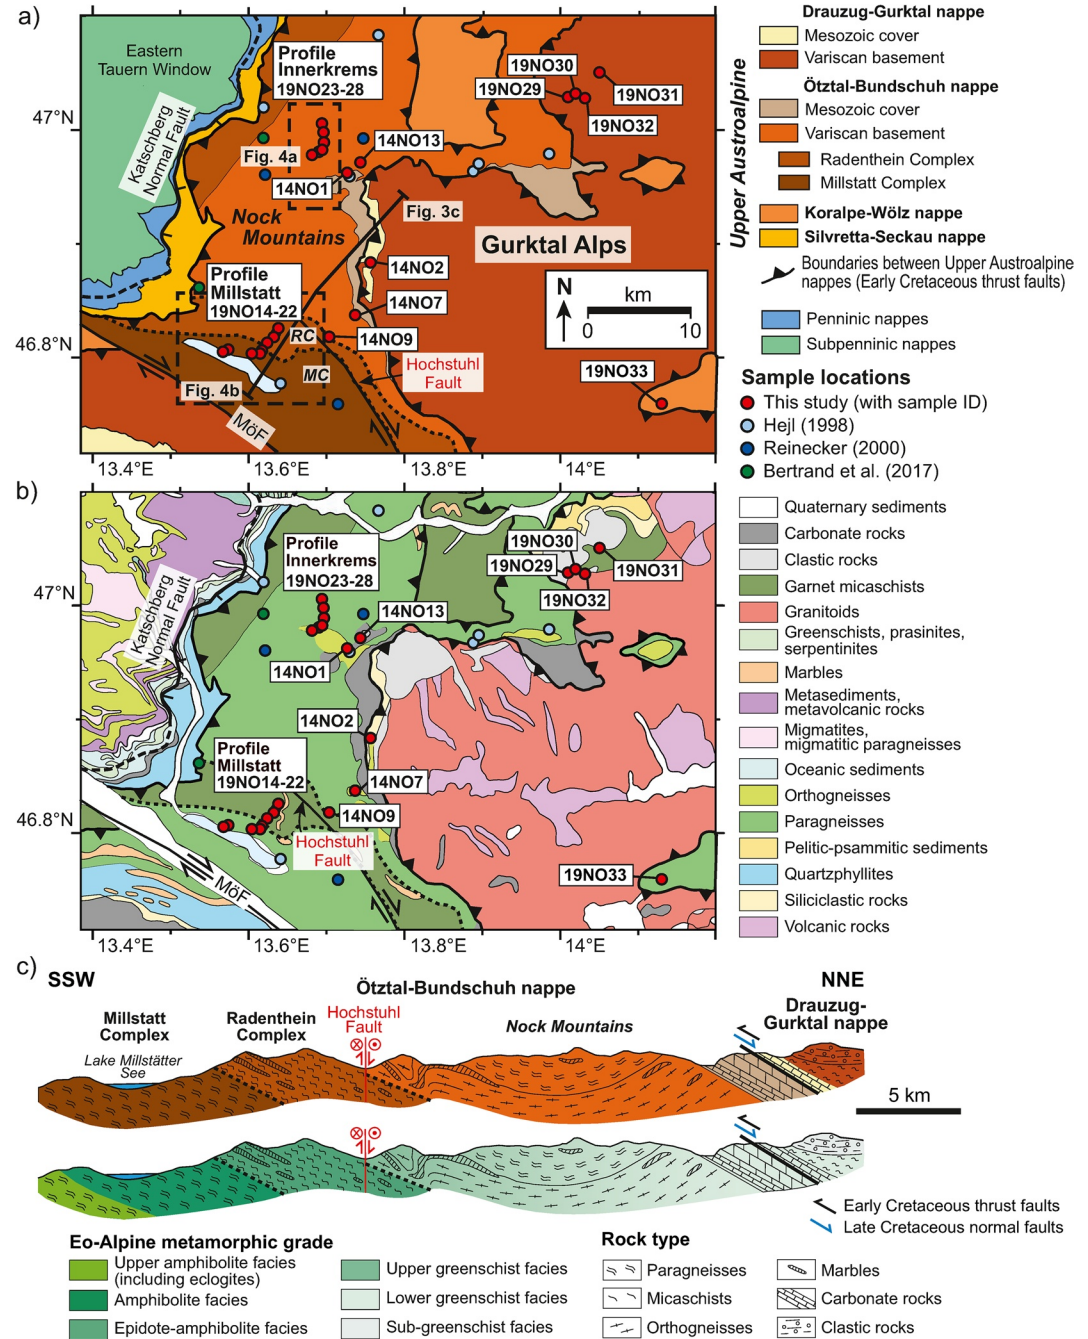 a)
Eastern
Tauern Window
Katschberg
Normal Fault
Profile
Innerkrems
19NO23-28
19NO30
19NO29
19NO31
19NO32
47°N
14NO13
Fig. 4a
14NO1
Fig. 3c
Nock
Mountains
Gurktal Alps
14NO2
Profile
Millstatt
19NO14-22
14NO7
N
km
0
10
46.8°N
RC
14NO9
MC
Hochstuhl
Fault
19NO33
Fig. 4b
MöF
13.4°E
13.6°E
13.8°E
14°E
Upper Austroalpine
Drauzug-Gurktal nappe
Mesozoic cover
Variscan basement
Ötztal-Bundschuh nappe
Mesozoic cover
Variscan basement
Radenthein Complex
Millstatt Complex
Koralpe-Wölz nappe
Silvretta-Seckau nappe
Boundaries between Upper Austroalpine
nappes (Early Cretaceous thrust faults)
Penninic nappes
Subpenninic nappes
Sample locations
This study (with sample ID)
Hejl (1998)
Reinecker (2000)
Bertrand et al. (2017)
b)
Katschberg
Normal Fault
Profile
Innerkrems
19NO23-28
19NO30
19NO29
19NO31
19NO32
47°N
14NO13
14NO1
14NO2
Profile
Millstatt
19NO14-22
14NO7
14NO9
46.8°N
Hochstuhl
Fault
19NO33
MöF
13.4°E
13.6°E
13.8°E
14°E
Quaternary sediments
Carbonate rocks
Clastic rocks
Garnet micaschists
Granitoids
Greenschists, prasinites,
serpentinites
Marbles
Metasediments,
metavolcanic rocks
Migmatites,
migmatitic paragneisses
Oceanic sediments
Orthogneisses
Paragneisses
Pelitic-psammitic sediments
Quartzphyllites
Siliciclastic rocks
Volcanic rocks
c)
SSW
NNE
Ötztal-Bundschuh nappe
Millstatt
Complex
Lake Millstätter
See
Radenthein
Complex
Hochstuhl
Fault
Nock Mountains
Drauzug-
Gurktal nappe
5 km
Early Cretaceous thrust faults
Late Cretaceous normal faults
Eo-Alpine metamorphic grade
Upper amphibolite facies
(including eclogites)
Amphibolite facies
Epidote-amphibolite facies
Upper greenschist facies
Lower greenschist facies
Sub-greenschist facies
Rock type
Paragneisses
Micaschists
Orthogneisses
Marbles
Carbonate rocks
Clastic rocks